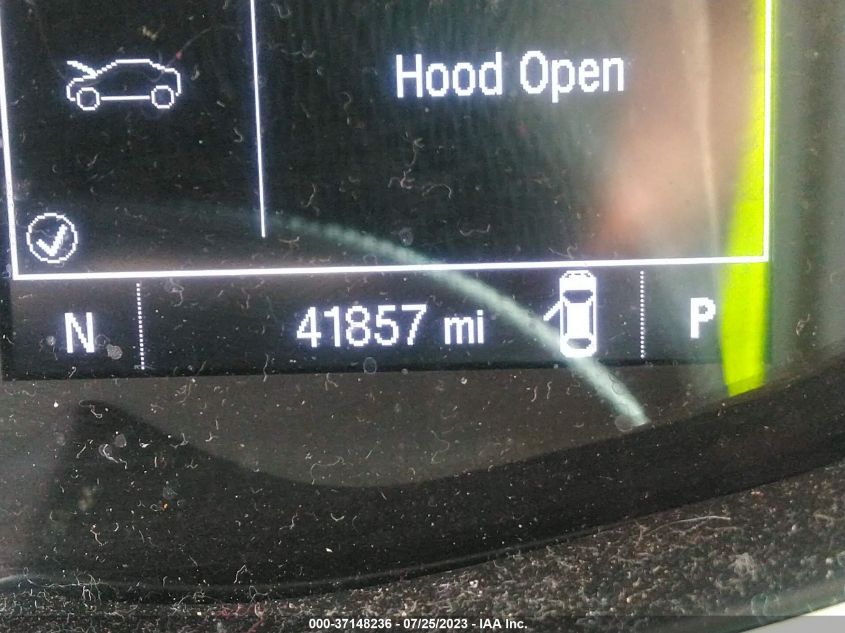 Hood Open
N 41857 mi P
000-37148236 - 07/25/2023 - IAA Inc.